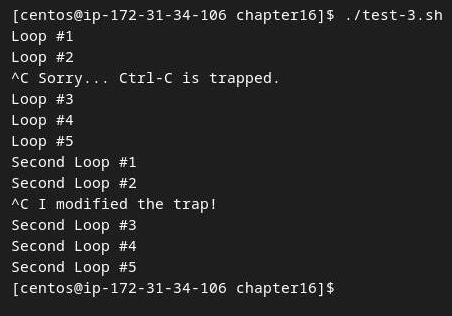 [centos@ip-172-31-34-106 chapter16]$ ./test-3.sh
Loop #1
Loop #2
^C Sorry... Ctrl-C is trapped.
Loop #3
Loop #4
Loop #5
Second Loop #1
Second Loop #2
^C I modified the trap!
Second Loop #3
Second Loop #4
Second Loop #5
[centos@ip-172-31-34-106 chapter16]$